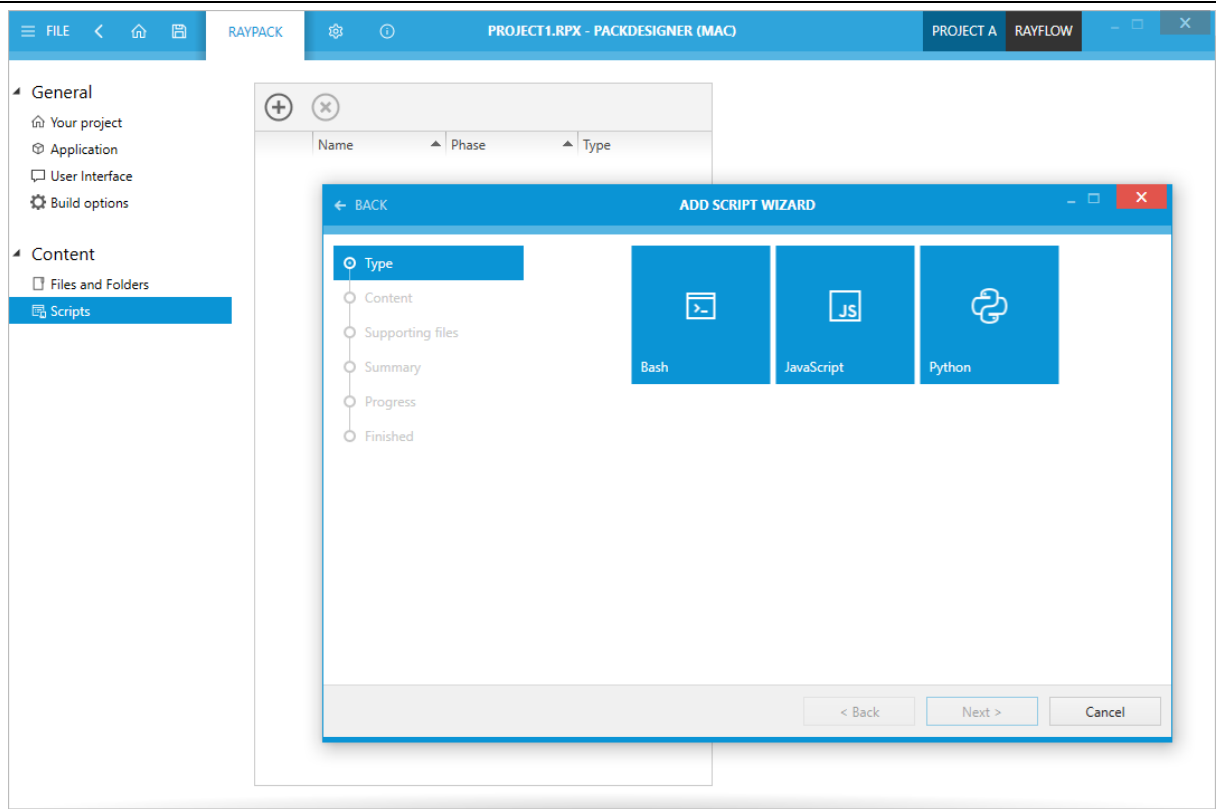 FILE
RAYPACK
PROJECT1.RPX - PACKDESIGNER (MAC)
PROJECT A
RAYFLOW
General
Your project
Application
User Interface
Build options
Content
Files and Folders
Scripts
Name
Phase
Type
BACK
ADD SCRIPT WIZARD
Type
Content
Supporting files
Summary
Progress
Finished
>_
JS
Bash
JavaScript
Python
< Back
Next >
Cancel